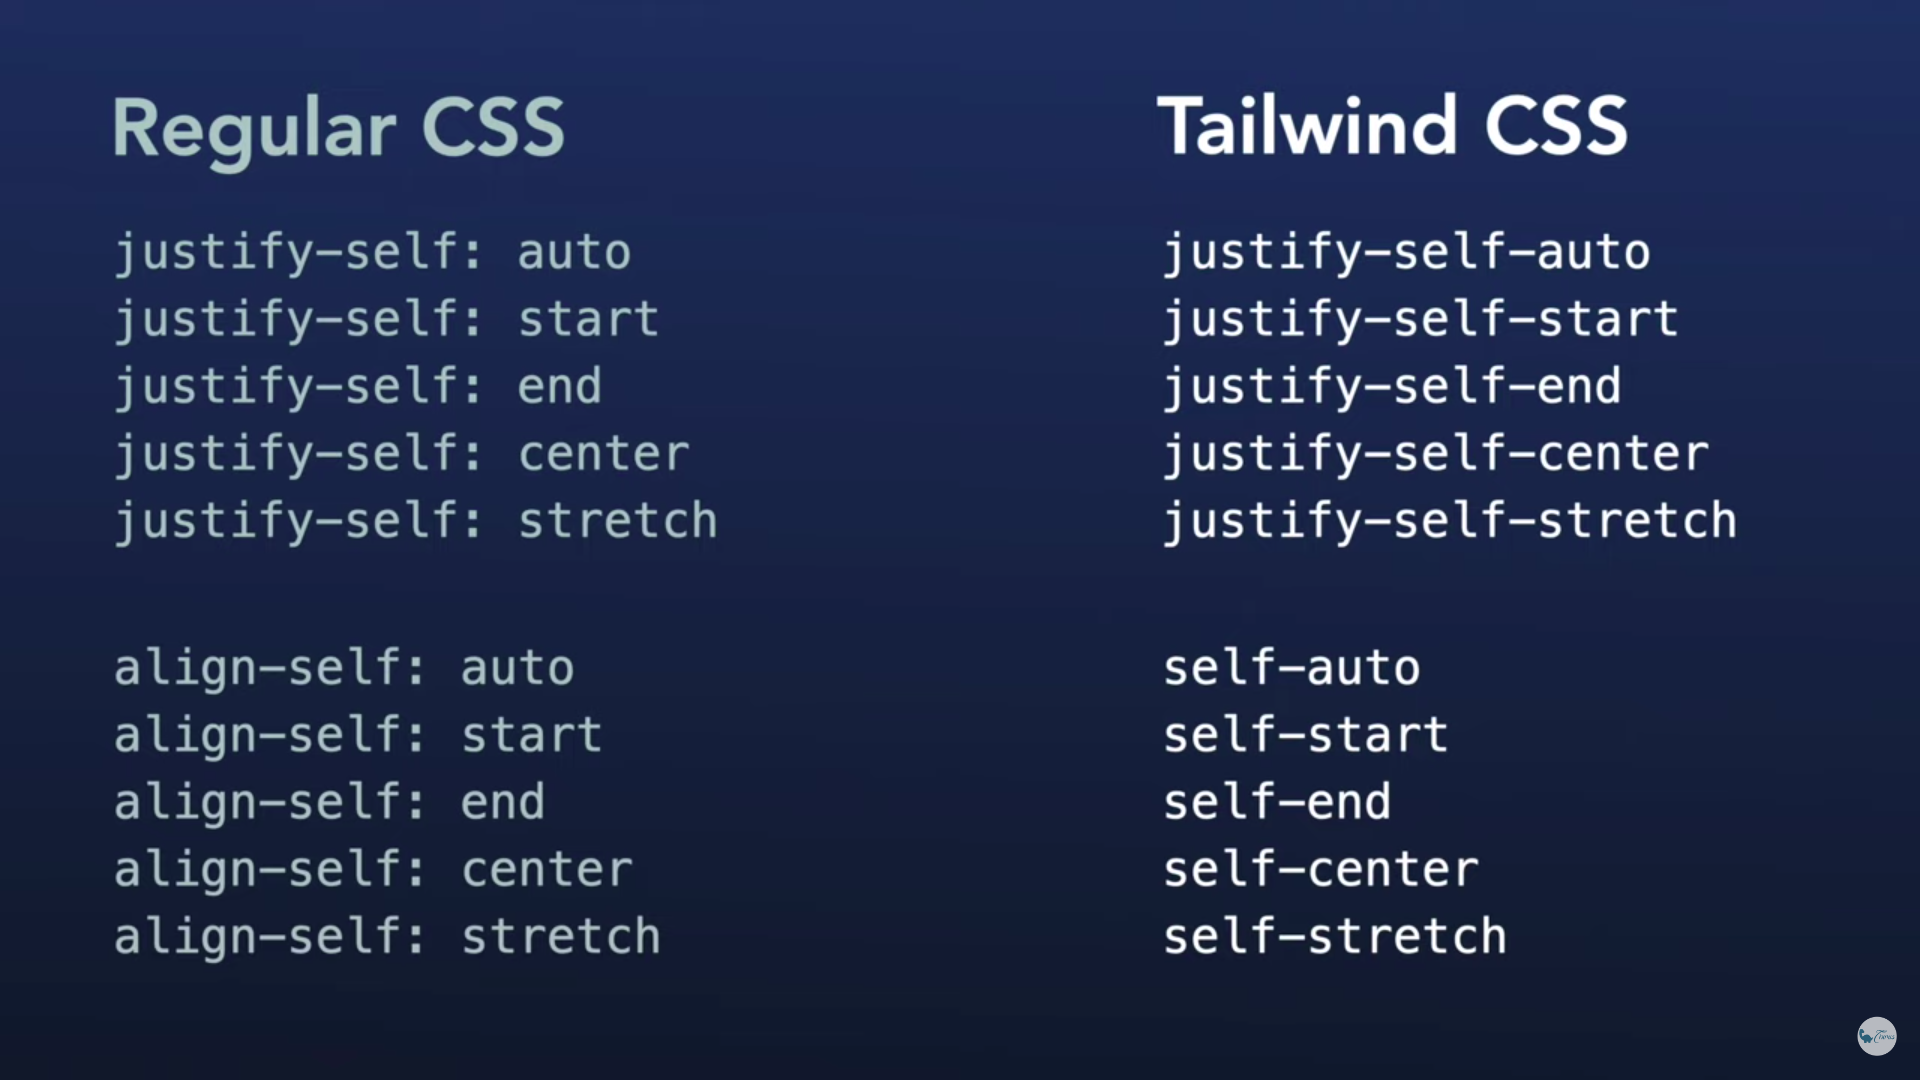 Regular CSS
justify-self: auto
justify-self: start
justify-self: end
justify-self: center
justify-self: stretch
align-self: auto
align-self: start
align-self: end
align-self: center
align-self: stretch
Tailwind CSS
justify-self-auto
justify-self-start
justify-self-end
justify-self-center
justify-self-stretch
self-auto
self-start
self-end
self-center
self-stretch